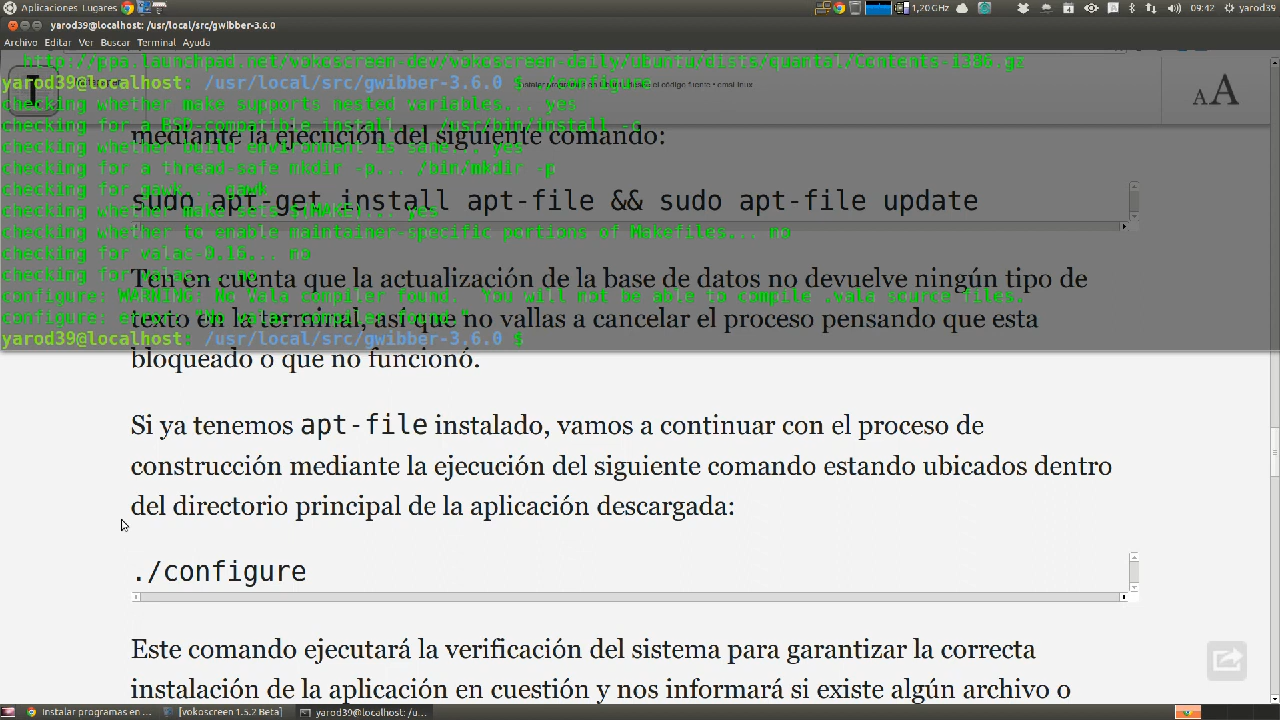 Aplicaciones Lugares
1,20 GHz
09:42
yarod39
yarod39@localhost: /usr/local/src/gwibber-3.6.0
Archivo Editar Ver Buscar Terminal Ayuda
http://ppa.launchpad.net/vokoscreen-dev/vokoscreen-daily/ubuntu/dists/quantal/Contents-i386.gz
yarod39@localhost: /usr/local/src/gwibber-3.6.0 $ ./configure
checking whether make supports nested variables... yes
checking for a BSD-compatible install... /usr/bin/install -c
checking whether build environment is sane... yes
checking for a thread-safe mkdir -p... /bin/mkdir -p
checking for gawk... gawk
checking whether make sets $(MAKE)... yes
checking whether to enable maintainer-specific portions of Makefiles... no
checking for valac-0.16... no
checking for valac... no
configure: WARNING: No Vala compiler found. You will not be able to compile .vala source files.
configure: error: "No valac compiler found."
yarod39@localhost: /usr/local/src/gwibber-3.6.0 $
AA
mediante la ejecución del siguiente comando:
sudo apt-get install apt-file && sudo apt-file update
Ten en cuenta que la actualización de la base de datos no devuelve ningún tipo de
texto en la terminal, así que no vallas a cancelar el proceso pensando que esta
bloqueado o que no funcionó.
Si ya tenemos apt-file instalado, vamos a continuar con el proceso de
construcción mediante la ejecución del siguiente comando estando ubicados dentro
del directorio principal de la aplicación descargada:
./configure
Este comando ejecutará la verificación del sistema para garantizar la correcta
instalación de la aplicación en cuestión y nos informará si existe algún archivo o
Instalar programas en ...
[vokoscreen 1.5.2 Beta]
yarod39@localhost: /u...